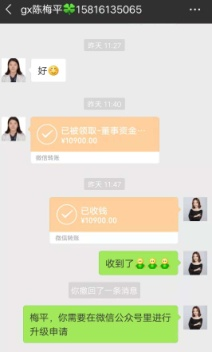 gx陈梅平🍀15816135065
昨天 11:27
好😄
昨天 11:40
已被领取-董事资金…
¥10900.00
微信转账
昨天 11:47
已收钱
¥10900.00
微信转账
收到了
你撤回了一条消息
梅平，你需要在微信公众号里进行
升级申请